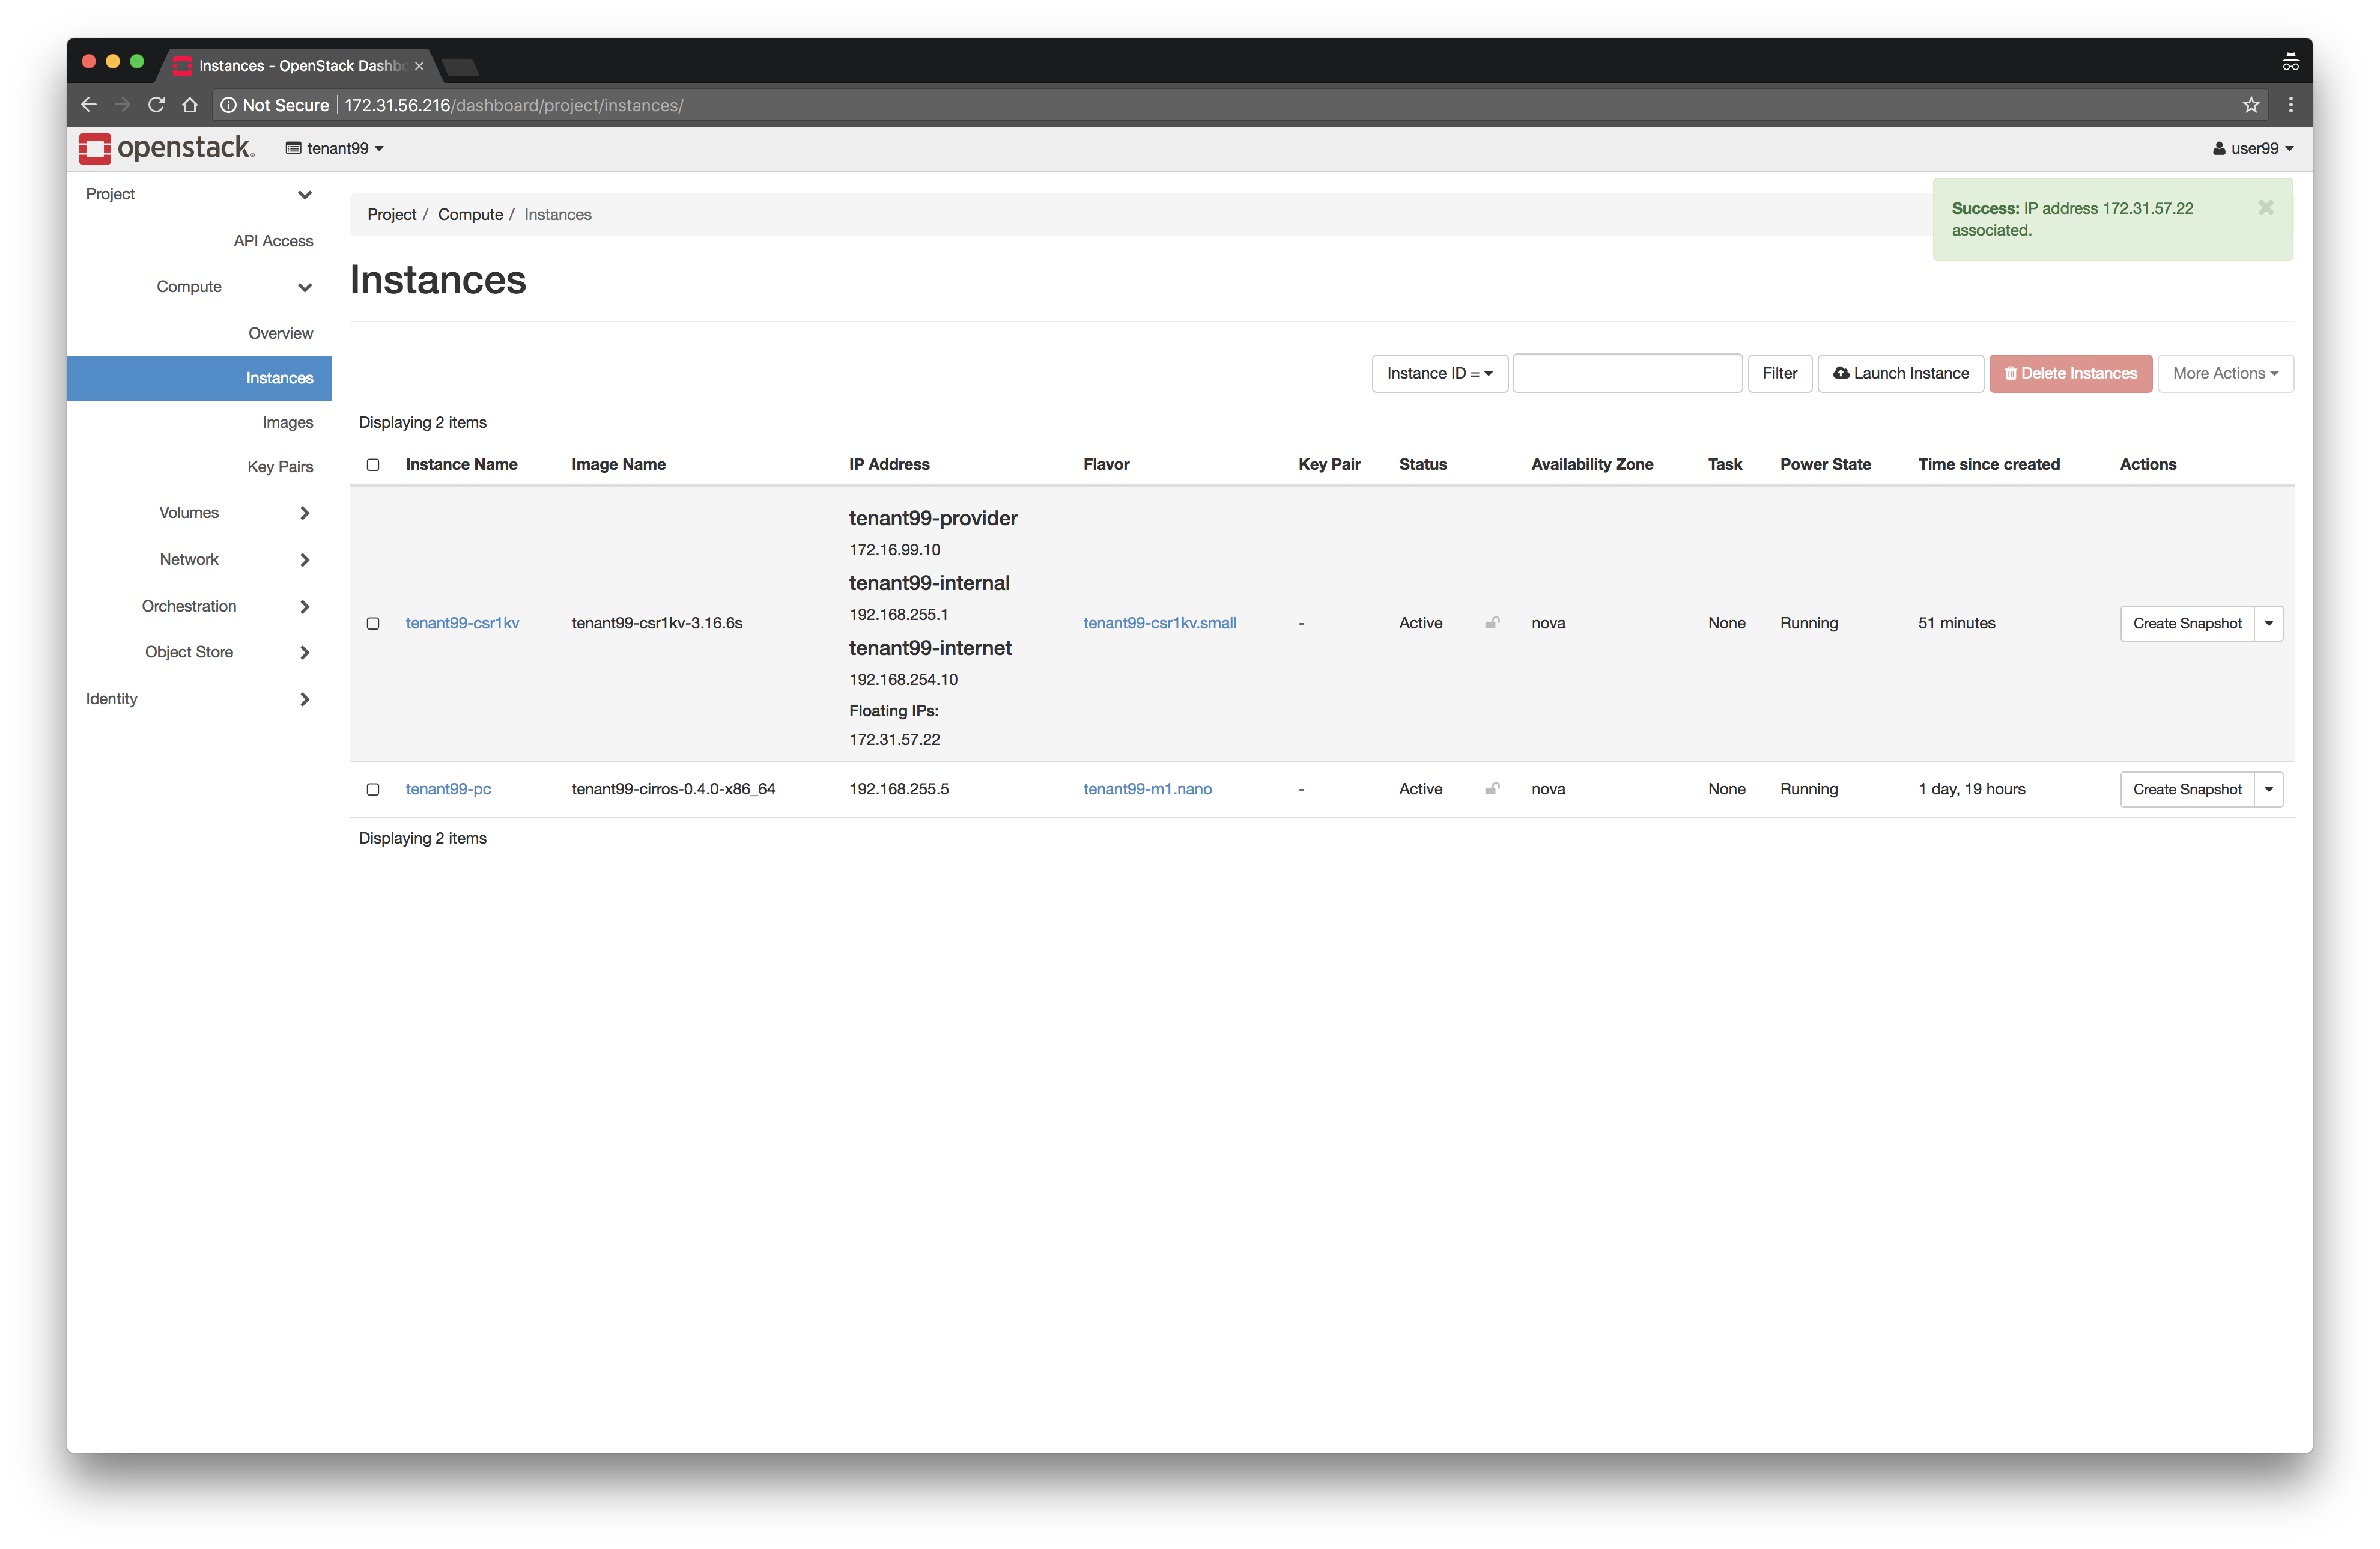 Instances - OpenStack Dashbo
Not Secure 172.31.56.216/dashboard/project/instances/
openstack. tenant99 user99
Project
API Access
Compute
Overview
Instances
Images
Key Pairs
Volumes
Network
Orchestration
Object Store
Identity
Project / Compute / Instances
Success: IP address 172.31.57.22
associated.
Instances
Instance ID = Filter Launch Instance Delete Instances More Actions
Displaying 2 items
Instance Name Image Name IP Address Flavor Key Pair Status Availability Zone Task Power State Time since created Actions
tenant99-provider
172.16.99.10
tenant99-internal
192.168.255.1
tenant99-csr1kv tenant99-csr1kv-3.16.6s tenant99-csr1kv.small - Active nova None Running 51 minutes Create Snapshot
tenant99-internet
192.168.254.10
Floating IPs:
172.31.57.22
tenant99-pc tenant99-cirros-0.4.0-x86_64 192.168.255.5 tenant99-m1.nano - Active nova None Running 1 day, 19 hours Create Snapshot
Displaying 2 items